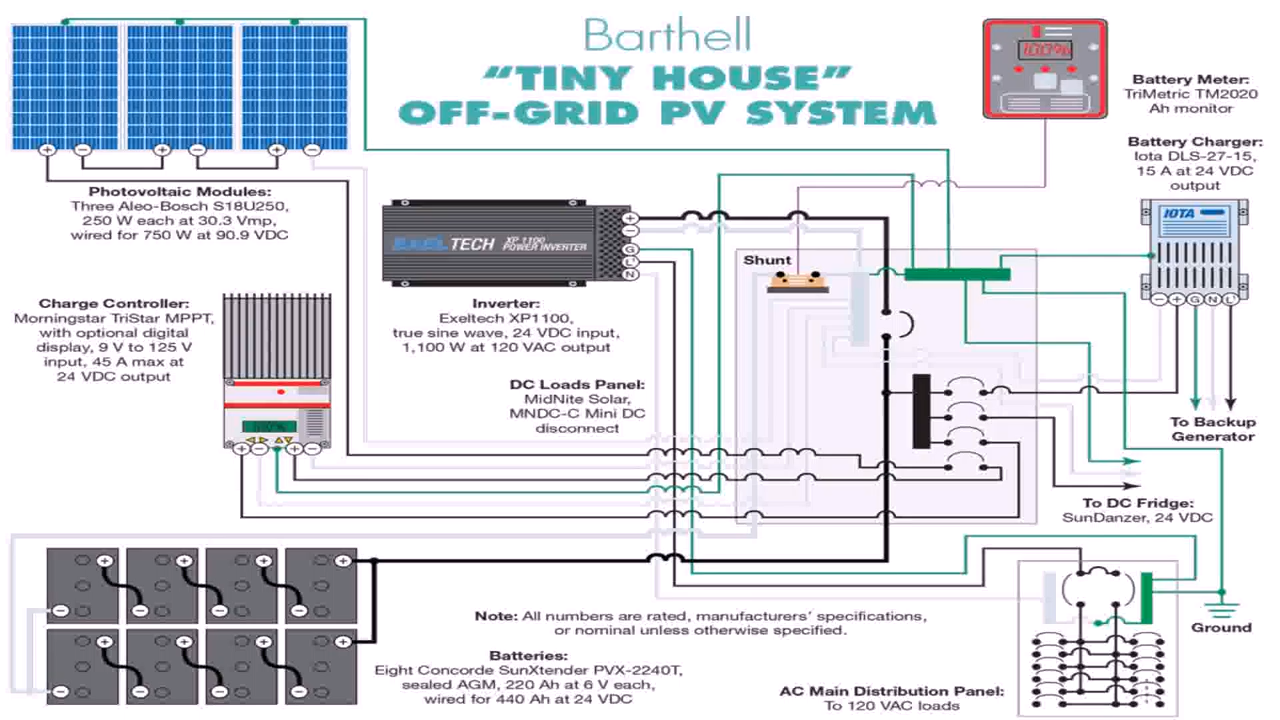 Barthell
“TINY HOUSE”
OFF-GRID PV SYSTEM
100%
Battery Meter:
TriMetric TM2020
Ah monitor
Battery Charger:
Iota DLS-27-15,
15 A at 24 VDC
output
IOTA
− + G N L
To Backup
Generator
Photovoltaic Modules:
Three Aleo-Bosch S18U250,
250 W each at 30.3 Vmp,
wired for 750 W at 90.9 VDC
EXELTECH XP 1100
POWER INVERTER
+
−
G
L
N
Shunt
Inverter:
Exeltech XP1100,
true sine wave, 24 VDC input,
1,100 W at 120 VAC output
Charge Controller:
Morningstar TriStar MPPT,
with optional digital
display, 9 V to 125 V
input, 45 A max at
24 VDC output
DC Loads Panel:
MidNite Solar,
MNDC-C Mini DC
disconnect
To DC Fridge:
SunDanzer, 24 VDC
Note: All numbers are rated, manufacturers’ specifications,
or nominal unless otherwise specified.
Ground
Batteries:
Eight Concorde SunXtender PVX-2240T,
sealed AGM, 220 Ah at 6 V each,
wired for 440 Ah at 24 VDC
AC Main Distribution Panel:
To 120 VAC loads